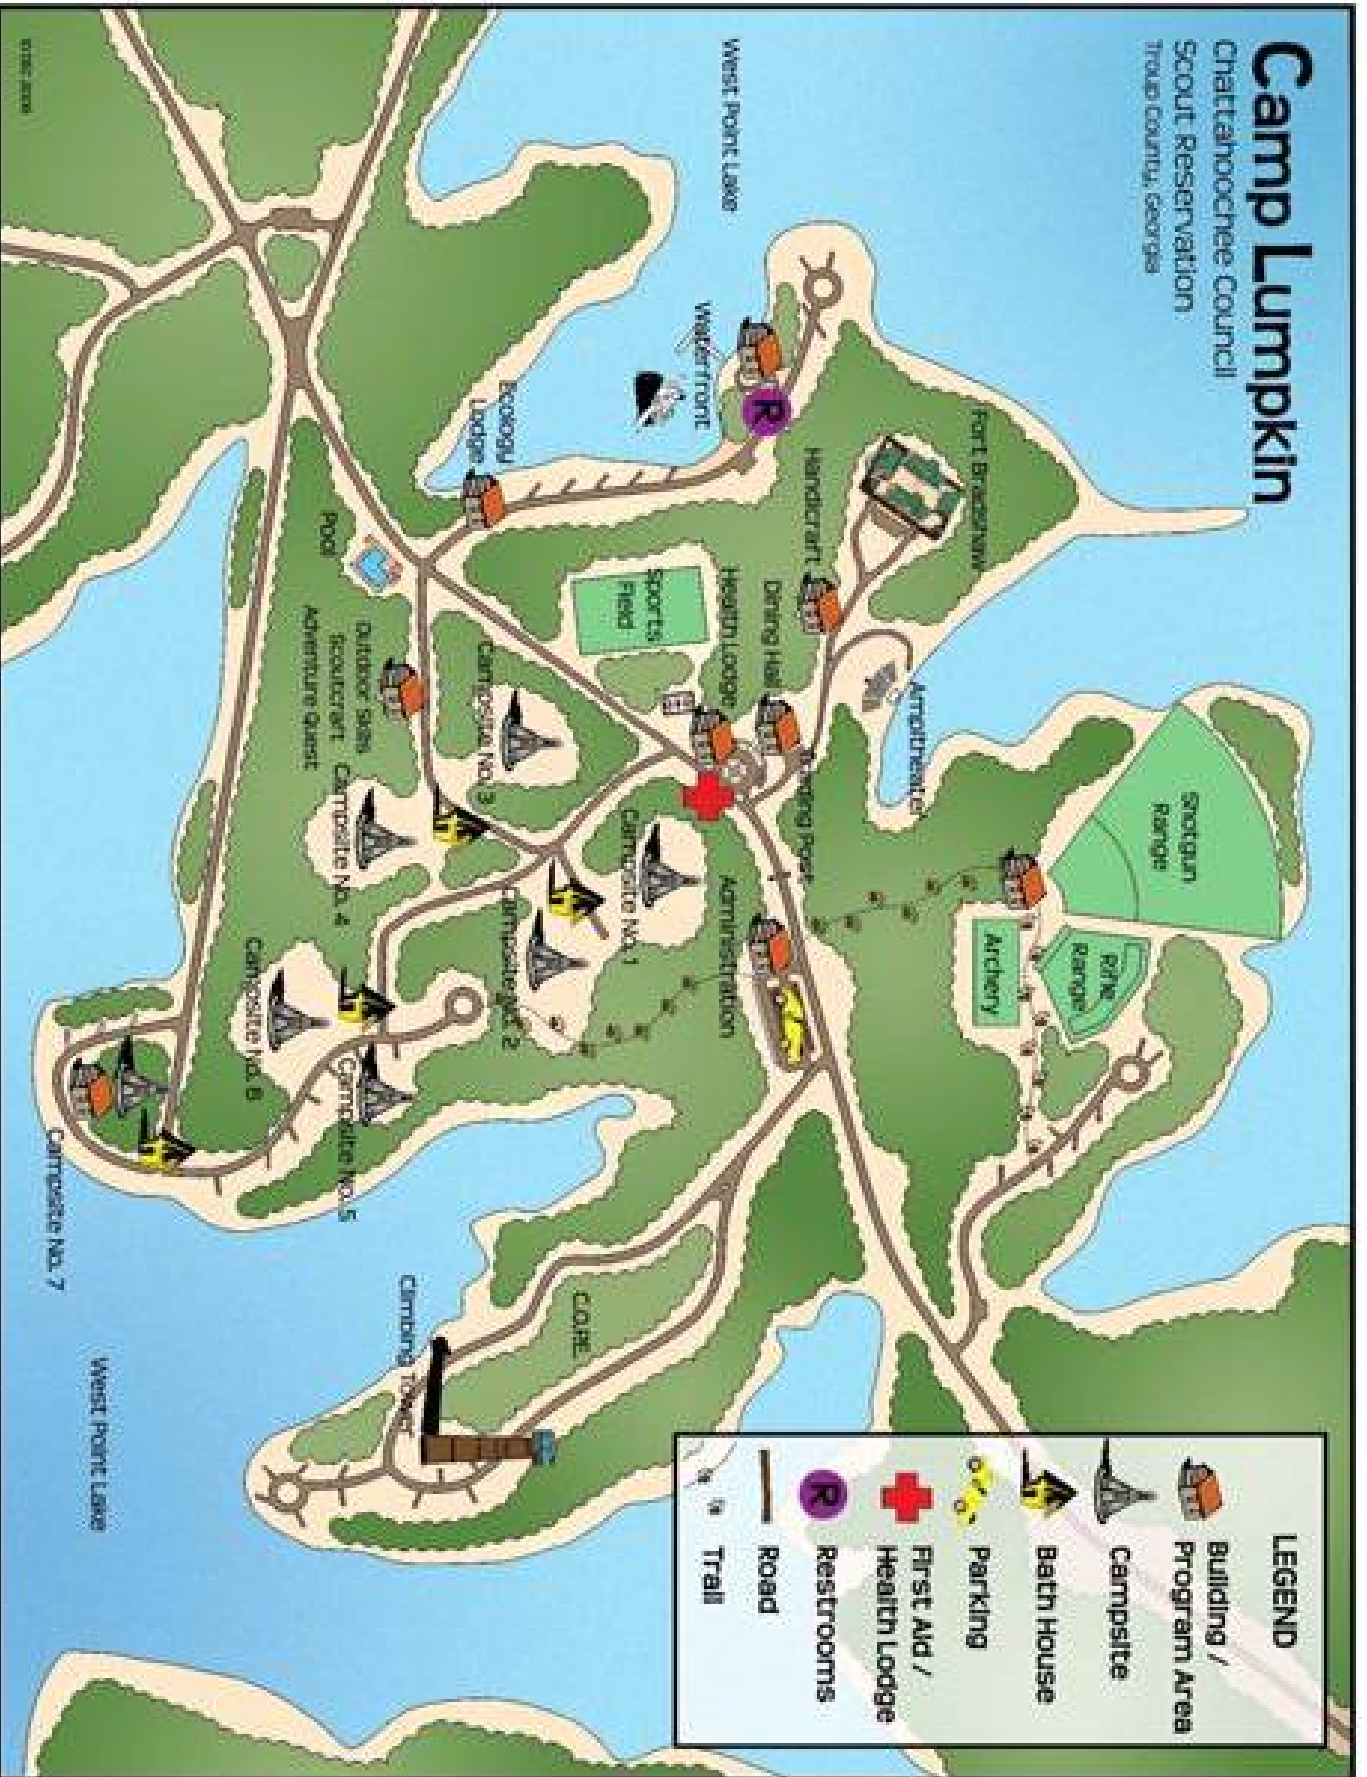 Camp Lumpkin
Chattahoochee Council
Scout Reservation
Troup County, Georgia
West Point Lake
Waterfront
R
Ecology
Lodge
Fort Bradshaw
Handicraft
Dining Hall
Health Lodge
Sports
Field
Pool
Outdoor Skills
Scoutcraft
Adventure Quest
Ampitheater
Trading Post
Administration
Shotgun
Range
Rifle
Range
Archery
Campsite No. 3
Campsite No. 1
Campsite No. 4
Campsite No. 2
Campsite No. 6
Campsite No. 5
Campsite No. 7
C.O.P.E.
Climbing Tower
West Point Lake
LEGEND
Building /
Program Area
Campsite
Bath House
Parking
First Aid /
Health Lodge
R
Restrooms
Road
Trail